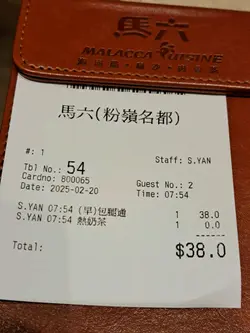 馬六
MALACCA CUISINE
馬六(粉嶺名都)
#: 1
Staff: S.YAN
Tbl No.: 54
Cardno: B00065
Guest No.: 2
Date: 2025-02-20
Time: 07:54
S.YAN 07:54 (早)包腿通 1 38.0
S.YAN 07:54 熱奶茶 1 0.0
Total: $38.0